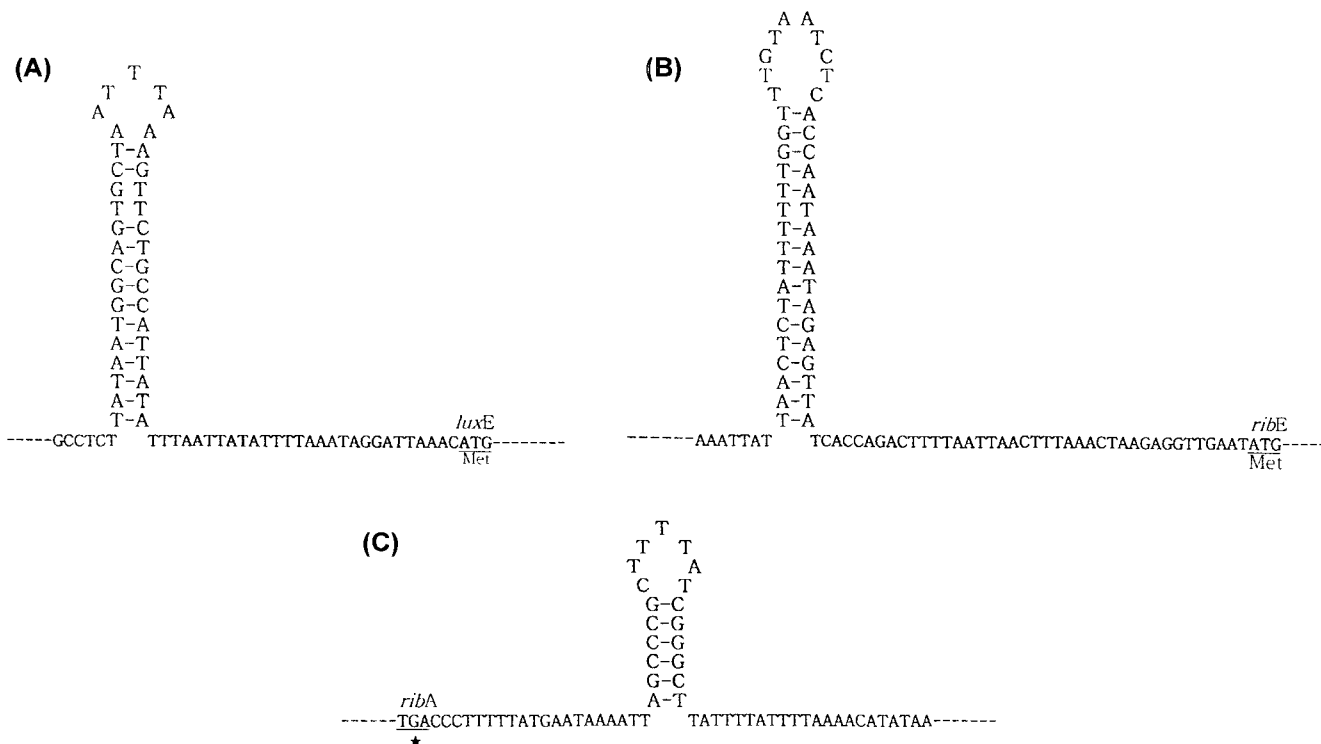 (A)
T
T T
A A
A A
T-A
C-G
G T
T T
G-C
A-T
C-G
G-C
G-C
T-A
A-T
A-T
T-A
A-T
T-A
luxE
-----GCCTCT TTTAATTATATTTTAAATAGGATTAAACATG--------
Met
(B)
A A
T T
G C
T T
T C
T-A
G-C
G-C
T-A
T-A
T T
T-A
T-A
T-A
A-T
T-A
C-G
T-A
C-G
A-T
A-T
T-A
ribE
-------AAATTAT TCACCAGACTTTTAATTAACTTTAAACTAAGAGGTTGAATATG-----
Met
(C)
T
T T
T A
C T
G-C
C-G
C-G
C-G
G-C
A-T
ribA
------TGACCCTTTTTATGAATAAAATT TATTTTATTTTAAAACATATAA-------
★